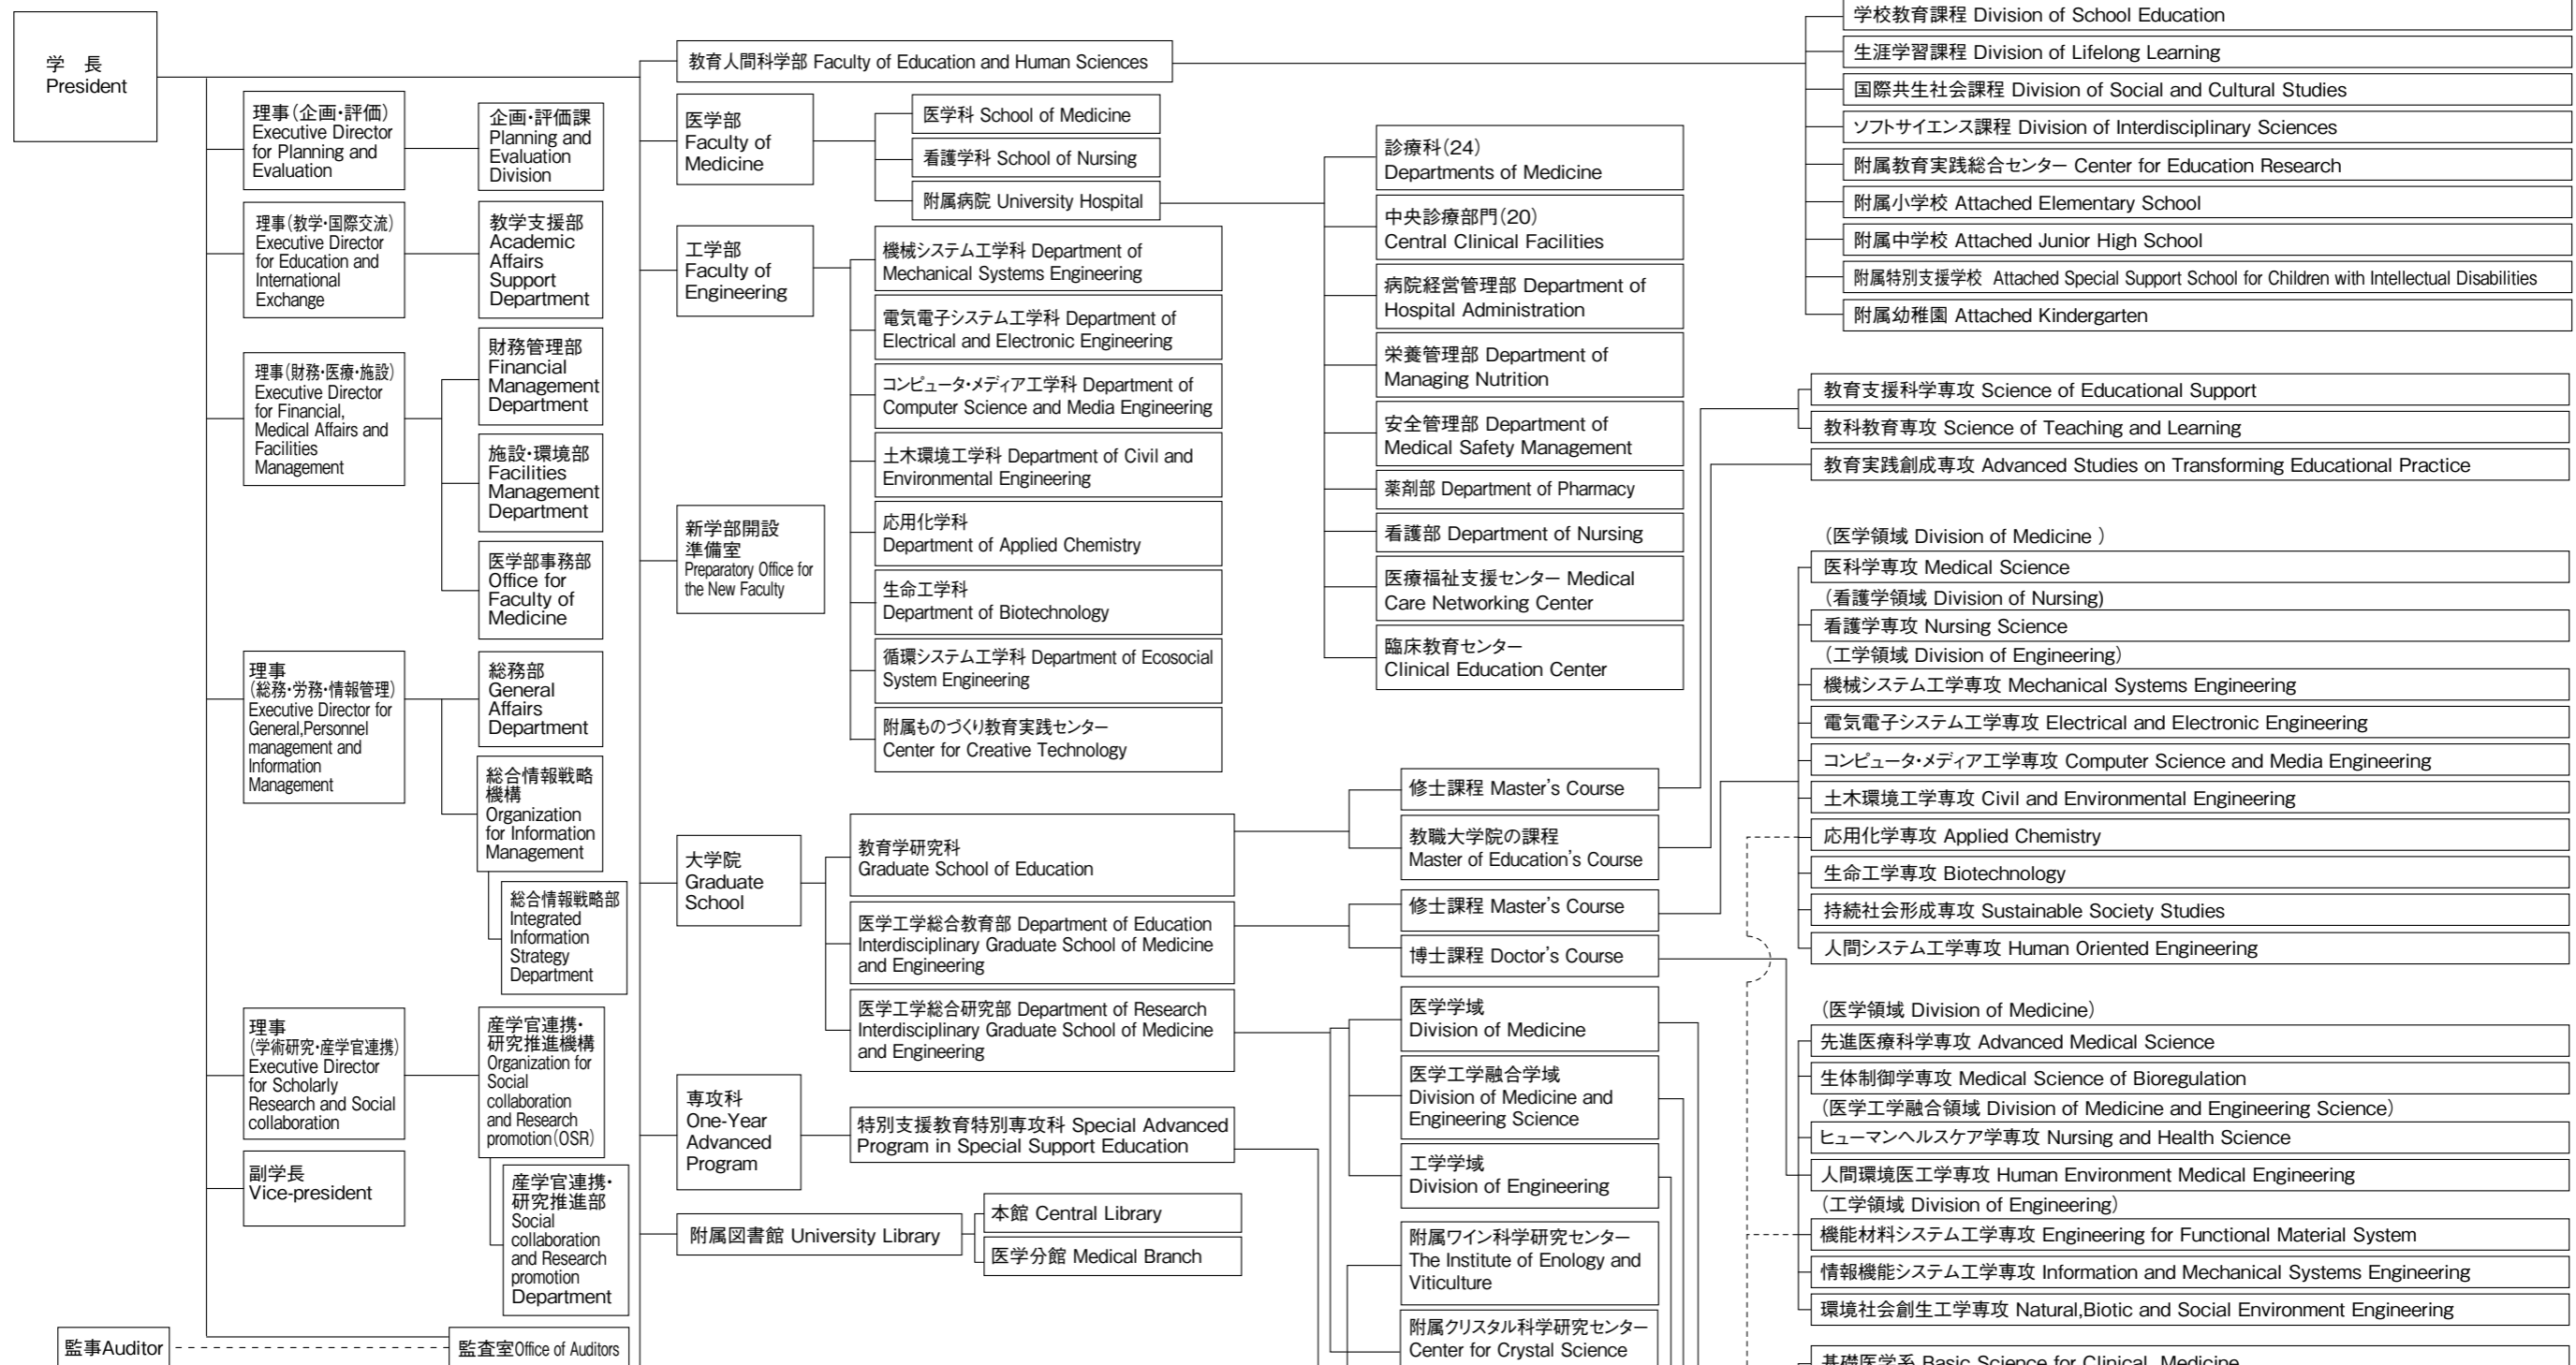 学 長
President
理事(企画・評価)
Executive Director
for Planning and
Evaluation
企画・評価課
Planning and
Evaluation
Division
理事(教学・国際交流)
Executive Director
for Education and
International
Exchange
教学支援部
Academic
Affairs
Support
Department
理事(財務・医療・施設)
Executive Director
for Financial,
Medical Affairs and
Facilities
Management
財務管理部
Financial
Management
Department
施設・環境部
Facilities
Management
Department
医学部事務部
Office for
Faculty of
Medicine
理事
(総務・労務・情報管理)
Executive Director for
General,Personnel
management and
Information
Management
総務部
General
Affairs
Department
総合情報戦略
機構
Organization
for Information
Management
総合情報戦略部
Integrated
Information
Strategy
Department
理事
(学術研究・産学官連携)
Executive Director
for Scholarly
Research and Social
collaboration
産学官連携・
研究推進機構
Organization for
Social
collaboration
and Research
promotion(OSR)
副学長
Vice-president
産学官連携・
研究推進部
Social
collaboration
and Research
promotion
Department
監事Auditor
監査室Office of Auditors
教育人間科学部 Faculty of Education and Human Sciences
医学部
Faculty of
Medicine
医学科 School of Medicine
看護学科 School of Nursing
附属病院 University Hospital
工学部
Faculty of
Engineering
機械システム工学科 Department of
Mechanical Systems Engineering
電気電子システム工学科 Department of
Electrical and Electronic Engineering
コンピュータ・メディア工学科 Department of
Computer Science and Media Engineering
土木環境工学科 Department of Civil and
Environmental Engineering
応用化学科
Department of Applied Chemistry
生命工学科
Department of Biotechnology
循環システム工学科 Department of Ecosocial
System Engineering
附属ものづくり教育実践センター
Center for Creative Technology
新学部開設
準備室
Preparatory Office for
the New Faculty
大学院
Graduate
School
教育学研究科
Graduate School of Education
医学工学総合教育部 Department of Education
Interdisciplinary Graduate School of Medicine
and Engineering
医学工学総合研究部 Department of Research
Interdisciplinary Graduate School of Medicine
and Engineering
専攻科
One-Year
Advanced
Program
特別支援教育特別専攻科 Special Advanced
Program in Special Support Education
附属図書館 University Library
本館 Central Library
医学分館 Medical Branch
診療科(24)
Departments of Medicine
中央診療部門(20)
Central Clinical Facilities
病院経営管理部 Department of
Hospital Administration
栄養管理部 Department of
Managing Nutrition
安全管理部 Department of
Medical Safety Management
薬剤部 Department of Pharmacy
看護部 Department of Nursing
医療福祉支援センター Medical
Care Networking Center
臨床教育センター
Clinical Education Center
修士課程 Master's Course
教職大学院の課程
Master of Education's Course
修士課程 Master's Course
博士課程 Doctor's Course
医学学域
Division of Medicine
医学工学融合学域
Division of Medicine and
Engineering Science
工学学域
Division of Engineering
附属ワイン科学研究センター
The Institute of Enology and
Viticulture
附属クリスタル科学研究センター
Center for Crystal Science
学校教育課程 Division of School Education
生涯学習課程 Division of Lifelong Learning
国際共生社会課程 Division of Social and Cultural Studies
ソフトサイエンス課程 Division of Interdisciplinary Sciences
附属教育実践総合センター Center for Education Research
附属小学校 Attached Elementary School
附属中学校 Attached Junior High School
附属特別支援学校 Attached Special Support School for Children with Intellectual Disabilities
附属幼稚園 Attached Kindergarten
教育支援科学専攻 Science of Educational Support
教科教育専攻 Science of Teaching and Learning
教育実践創成専攻 Advanced Studies on Transforming Educational Practice
(医学領域 Division of Medicine )
医科学専攻 Medical Science
(看護学領域 Division of Nursing)
看護学専攻 Nursing Science
(工学領域 Division of Engineering)
機械システム工学専攻 Mechanical Systems Engineering
電気電子システム工学専攻 Electrical and Electronic Engineering
コンピュータ・メディア工学専攻 Computer Science and Media Engineering
土木環境工学専攻 Civil and Environmental Engineering
応用化学専攻 Applied Chemistry
生命工学専攻 Biotechnology
持続社会形成専攻 Sustainable Society Studies
人間システム工学専攻 Human Oriented Engineering
(医学領域 Division of Medicine)
先進医療科学専攻 Advanced Medical Science
生体制御学専攻 Medical Science of Bioregulation
(医学工学融合領域 Division of Medicine and Engineering Science)
ヒューマンヘルスケア学専攻 Nursing and Health Science
人間環境医工学専攻 Human Environment Medical Engineering
(工学領域 Division of Engineering)
機能材料システム工学専攻 Engineering for Functional Material System
情報機能システム工学専攻 Information and Mechanical Systems Engineering
環境社会創生工学専攻 Natural,Biotic and Social Environment Engineering
基礎医学系 Basic Science for Clinical Medicine